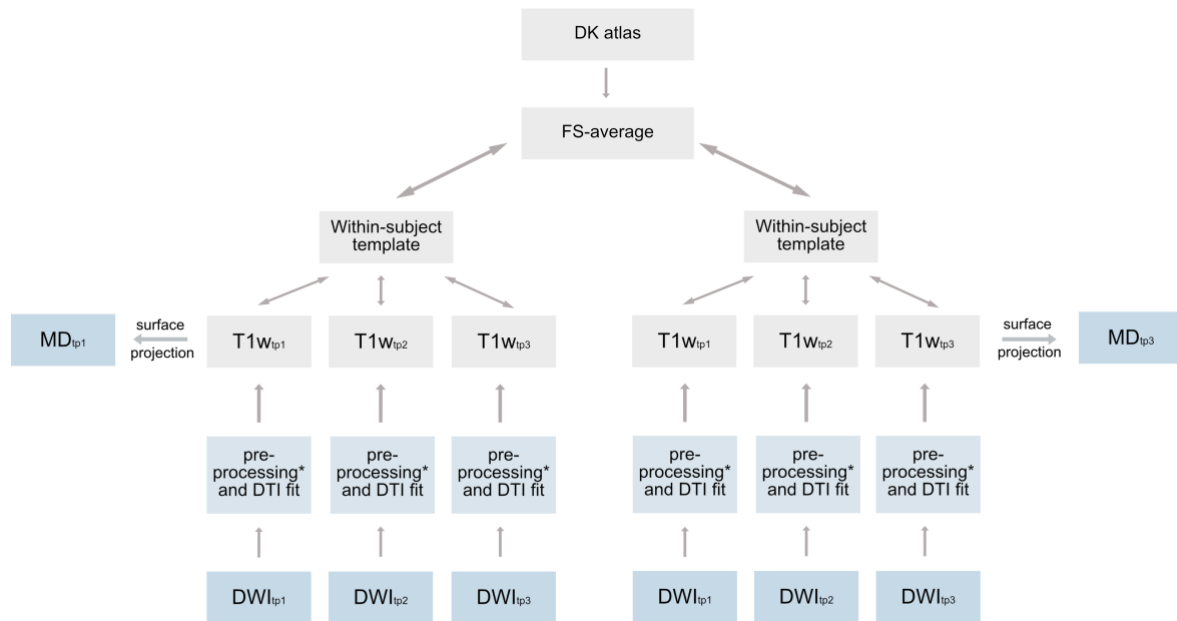 DK atlas
FS-average
Within-subject
template
Within-subject
template
MDtp1
surface
projection
T1wtp1
T1wtp2
T1wtp3
T1wtp1
T1wtp2
T1wtp3
surface
projection
MDtp3
pre-
processing*
and DTI fit
pre-
processing*
and DTI fit
pre-
processing*
and DTI fit
pre-
processing*
and DTI fit
pre-
processing*
and DTI fit
pre-
processing*
and DTI fit
DWItp1
DWItp2
DWItp3
DWItp1
DWItp2
DWItp3